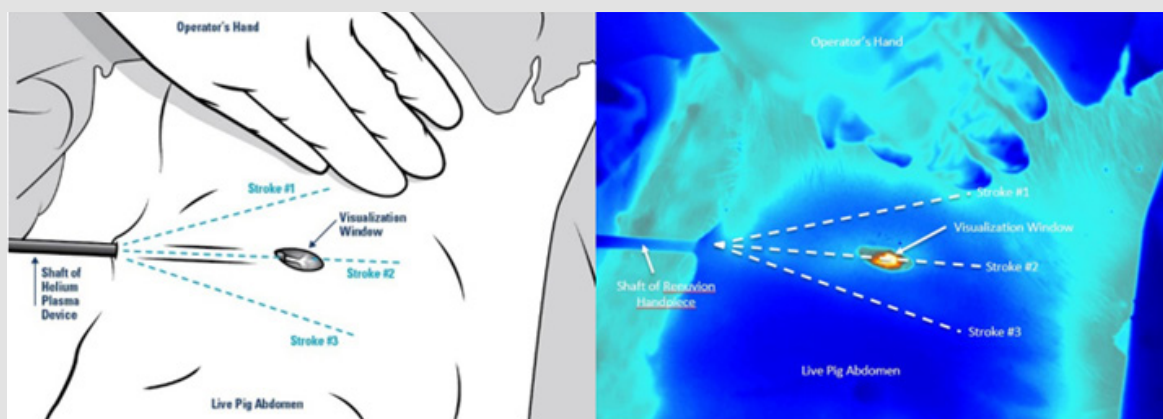 Operator's Hand
Stroke #1
Visualization
Window
Stroke #2
Shaft of
Helium
Plasma
Device
Stroke #3
Live Pig Abdomen
Operator's Hand
Stroke #1
Visualization Window
Stroke #2
Shaft of Renuvion
Handpiece
Stroke #3
Live Pig Abdomen